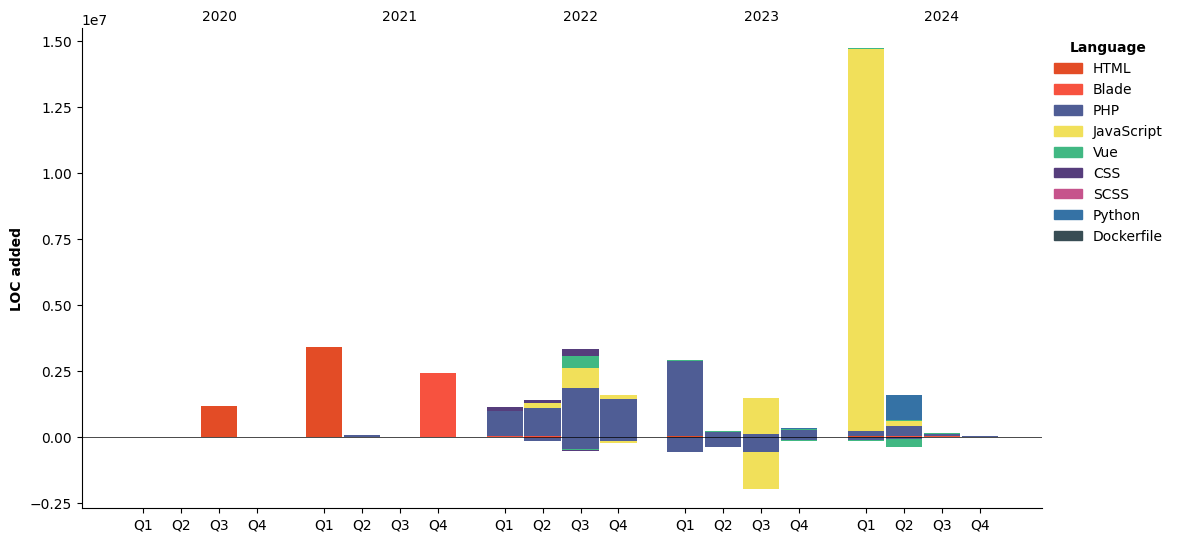 2020 2021 2022 2023 2024
1e7
1.50
1.25
1.00
0.75
0.50
0.25
0.00
−0.25
LOC added
Q1 Q2 Q3 Q4 Q1 Q2 Q3 Q4 Q1 Q2 Q3 Q4 Q1 Q2 Q3 Q4 Q1 Q2 Q3 Q4
Language
HTML
Blade
PHP
JavaScript
Vue
CSS
SCSS
Python
Dockerfile